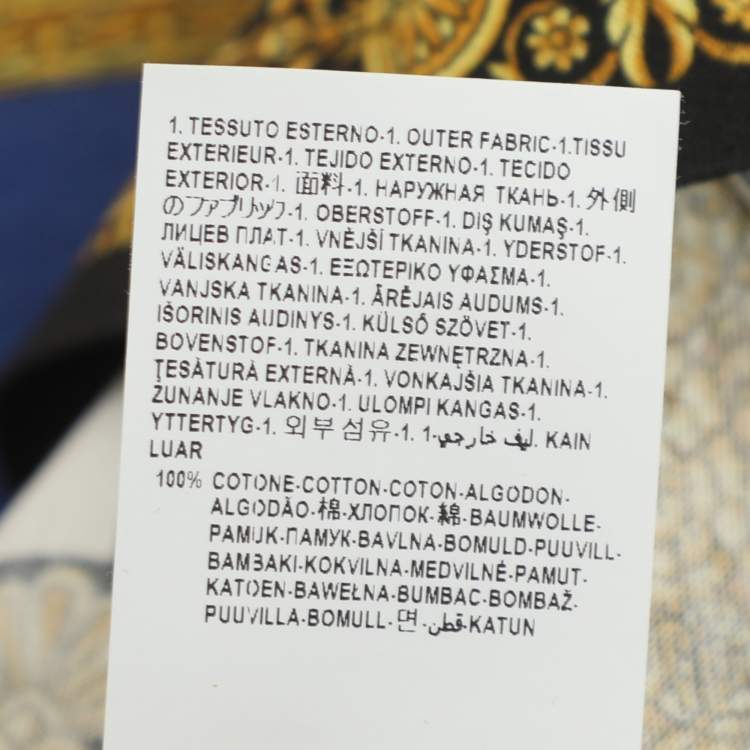 1. TESSUTO ESTERNO-1. OUTER FABRIC-1.TISSU
EXTERIEUR-1. TEJIDO EXTERNO-1. TECIDO
EXTERIOR-1. 面料-1. НАРУЖНАЯ ТКАНЬ-1. 外側
のファブリック-1. OBERSTOFF-1. DIŞ KUMAŞ-1.
ЛИЦЕВ ПЛАТ-1. VNĚJŠÍ TKANINA-1. YDERSTOF-1.
VÄLISKANGAS-1. ΕΞΩΤΕΡΙΚΟ ΥΦΑΣΜΑ-1.
VANJSKA TKANINA-1. ĀRĒJAIS AUDUMS-1.
IŠORINIS AUDINYS-1. KÜLSŐ SZÖVET-1.
BOVENSTOF-1. TKANINA ZEWNĘTRZNA-1.
ŢESĂTURĂ EXTERNĂ-1. VONKAJŠIA TKANINA-1.
ZUNANJE VLAKNO-1. ULOMPI KANGAS-1.
YTTERTYG-1. 외부 섬유-1. ليف خارجي-1. KAIN
LUAR
100% COTONE-COTTON-COTON-ALGODON-
ALGODÃO-棉-ХЛОПОК-綿-BAUMWOLLE-
PAMUK-ПАМУК-BAVLNA-BOMULD-PUUVILL-
BAMBAKI-KOKVILNA-MEDVILNĖ-PAMUT-
KATOEN-BAWEŁNA-BUMBAC-BOMBAŽ-
PUUVILLA-BOMULL-면-قطن-KATUN